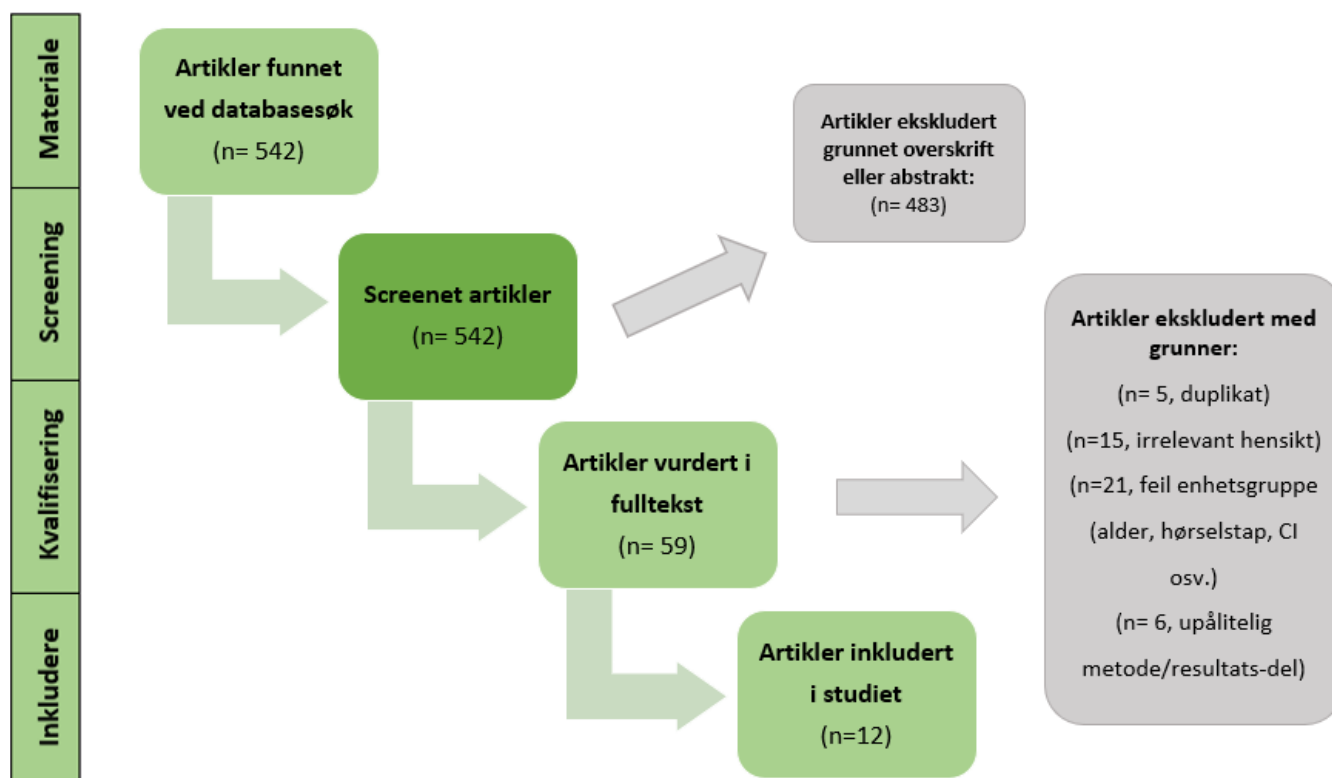 Materiale
Artikler funnet
ved databasesøk
(n= 542)
Artikler ekskludert
grunnet overskrift
eller abstrakt:
(n= 483)
Screening
Screenet artikler
(n= 542)
Artikler ekskludert med
grunner:
(n= 5, duplikat)
(n=15, irrelevant hensikt)
(n=21, feil enhetsgruppe
(alder, hørselstap, CI
osv.)
(n= 6, upålitelig
metode/resultats-del)
Kvalifisering
Artikler vurdert i
fulltekst
(n= 59)
Inkludere
Artikler inkludert
i studiet
(n=12)